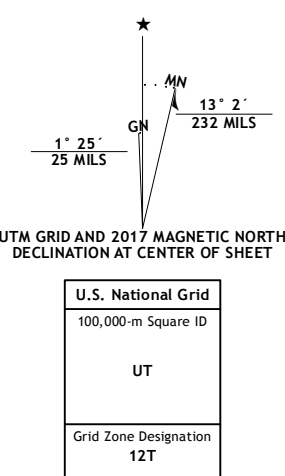 ★
MN
GN
13° 2´
232 MILS
1° 25´
25 MILS
UTM GRID AND 2017 MAGNETIC NORTH
DECLINATION AT CENTER OF SHEET
U.S. National Grid
100,000-m Square ID
UT
Grid Zone Designation
12T